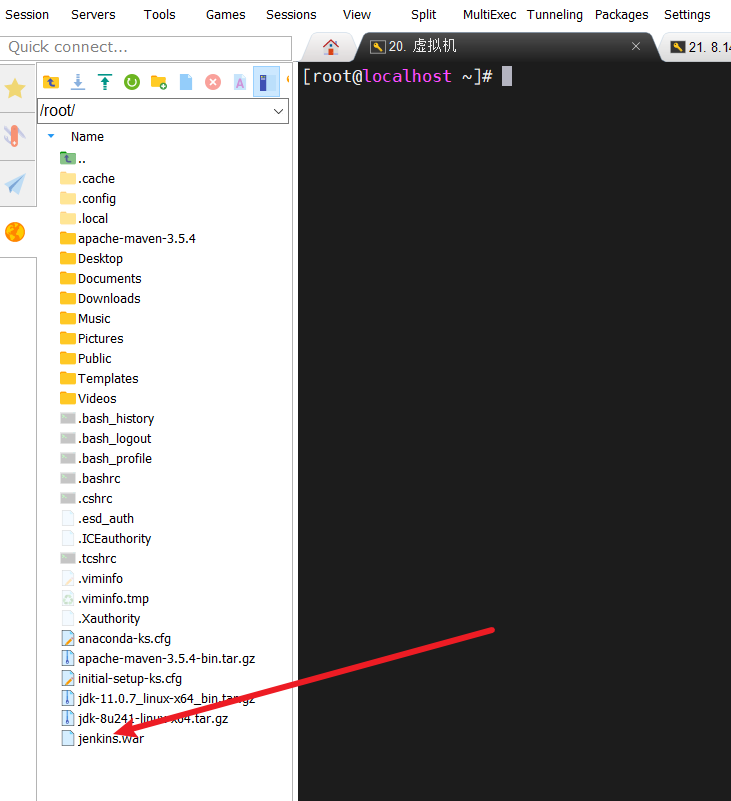 Session Servers Tools Games Sessions View Split MultiExec Tunneling Packages Settings
Quick connect...
20. 虚拟机
21. 8.14
/root/
[root@localhost ~]#
Name
..
.cache
.config
.local
apache-maven-3.5.4
Desktop
Documents
Downloads
Music
Pictures
Public
Templates
Videos
.bash_history
.bash_logout
.bash_profile
.bashrc
.cshrc
.esd_auth
.ICEauthority
.tcshrc
.viminfo
.viminfo.tmp
.Xauthority
anaconda-ks.cfg
apache-maven-3.5.4-bin.tar.gz
initial-setup-ks.cfg
jdk-11.0.7_linux-x64_bin.tar.gz
jdk-8u241-linux-x64.tar.gz
jenkins.war